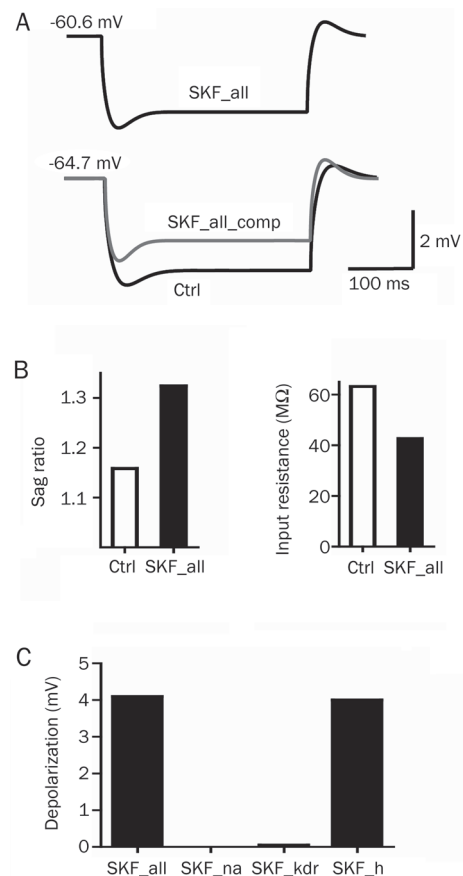 A
-60.6 mV
SKF_all
-64.7 mV
SKF_all_comp
Ctrl
2 mV
100 ms
B
Sag ratio
1.3
1.2
1.1
Ctrl SKF_all
Input resistance (MΩ)
60
40
20
0
Ctrl SKF_all
C
Depolarization (mV)
5
4
3
2
1
0
SKF_all SKF_na SKF_kdr SKF_h